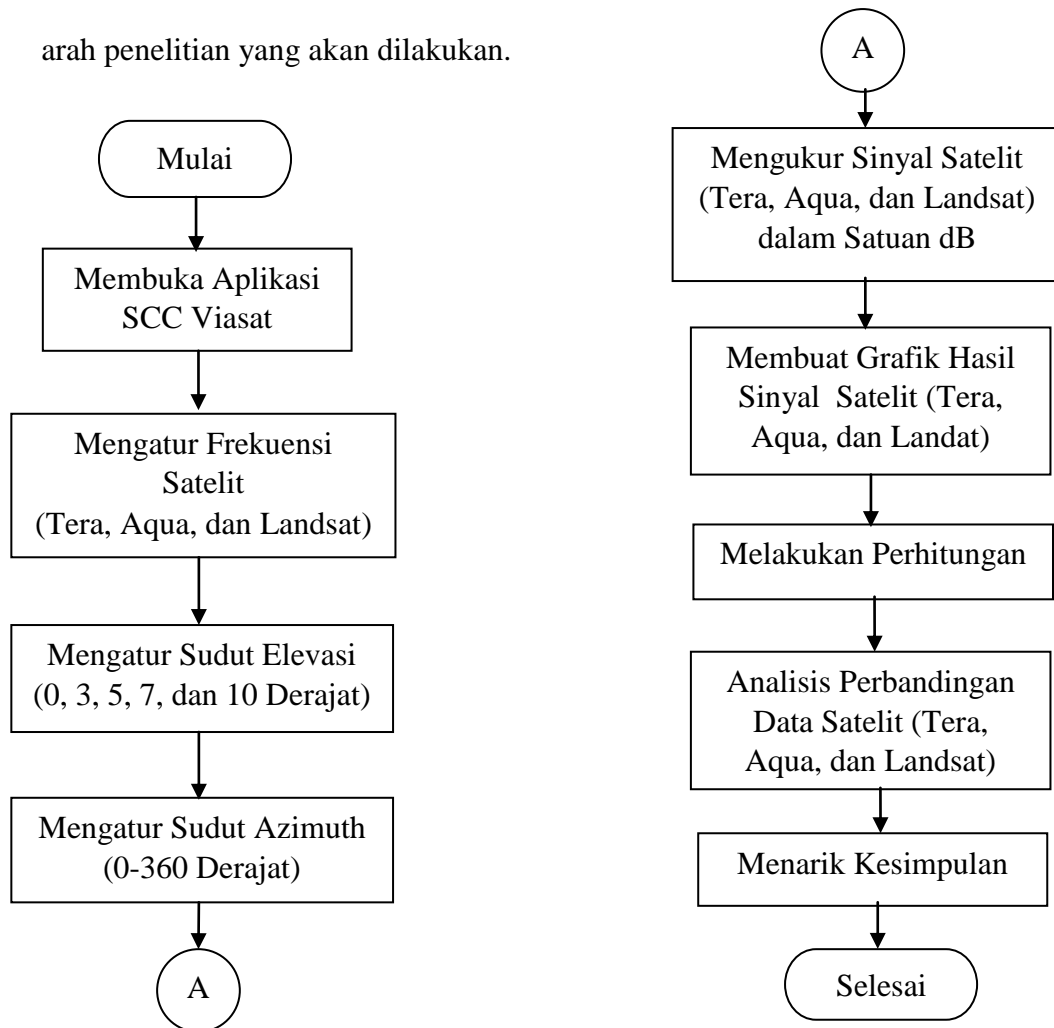 arah penelitian yang akan dilakukan.
Mulai
Membuka Aplikasi
SCC Viasat
Mengatur Frekuensi
Satelit
(Tera, Aqua, dan Landsat)
Mengatur Sudut Elevasi
(0, 3, 5, 7, dan 10 Derajat)
Mengatur Sudut Azimuth
(0-360 Derajat)
A
A
Mengukur Sinyal Satelit
(Tera, Aqua, dan Landsat)
dalam Satuan dB
Membuat Grafik Hasil
Sinyal Satelit (Tera,
Aqua, dan Landat)
Melakukan Perhitungan
Analisis Perbandingan
Data Satelit (Tera,
Aqua, dan Landsat)
Menarik Kesimpulan
Selesai